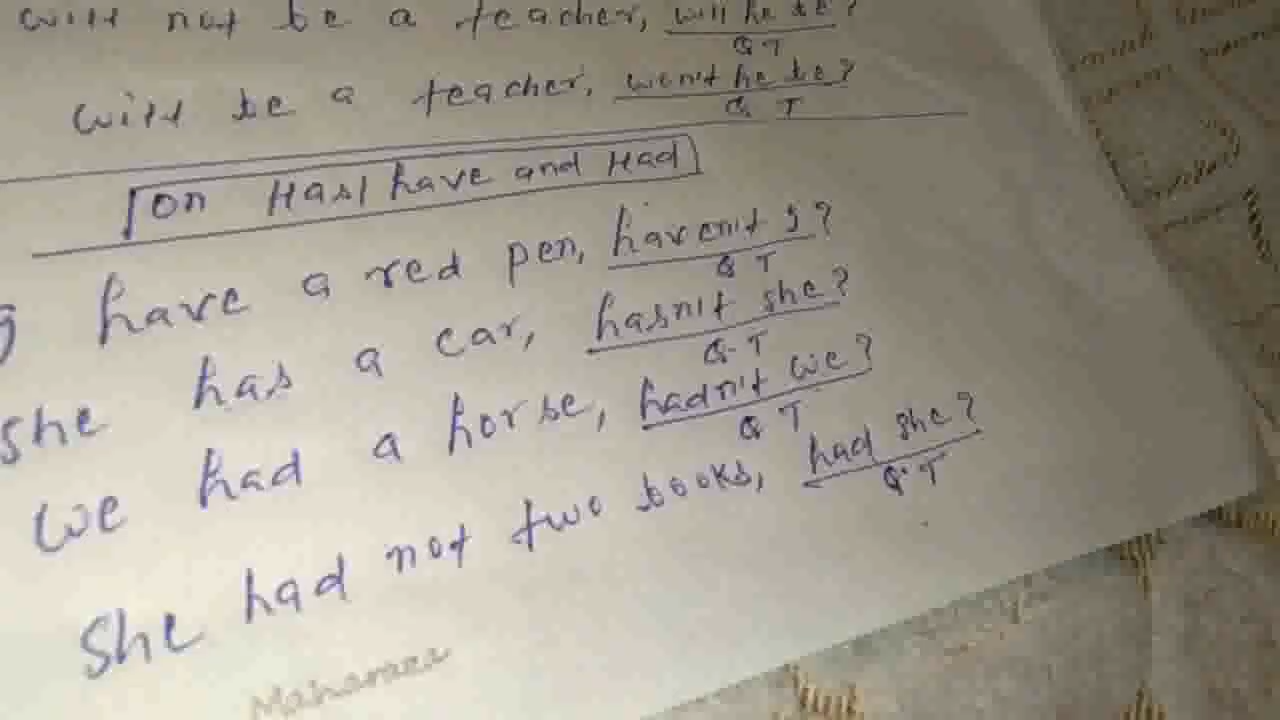 will not be a teacher, will he be?
Q T
will be a teacher, won't he be?
Q T
on Has/have and Had
I have a red pen, haven't I?
Q T
She has a car, hasn't she?
Q.T
We had a horse, hadn't we?
Q T
She had not two books, had she?
Q.T